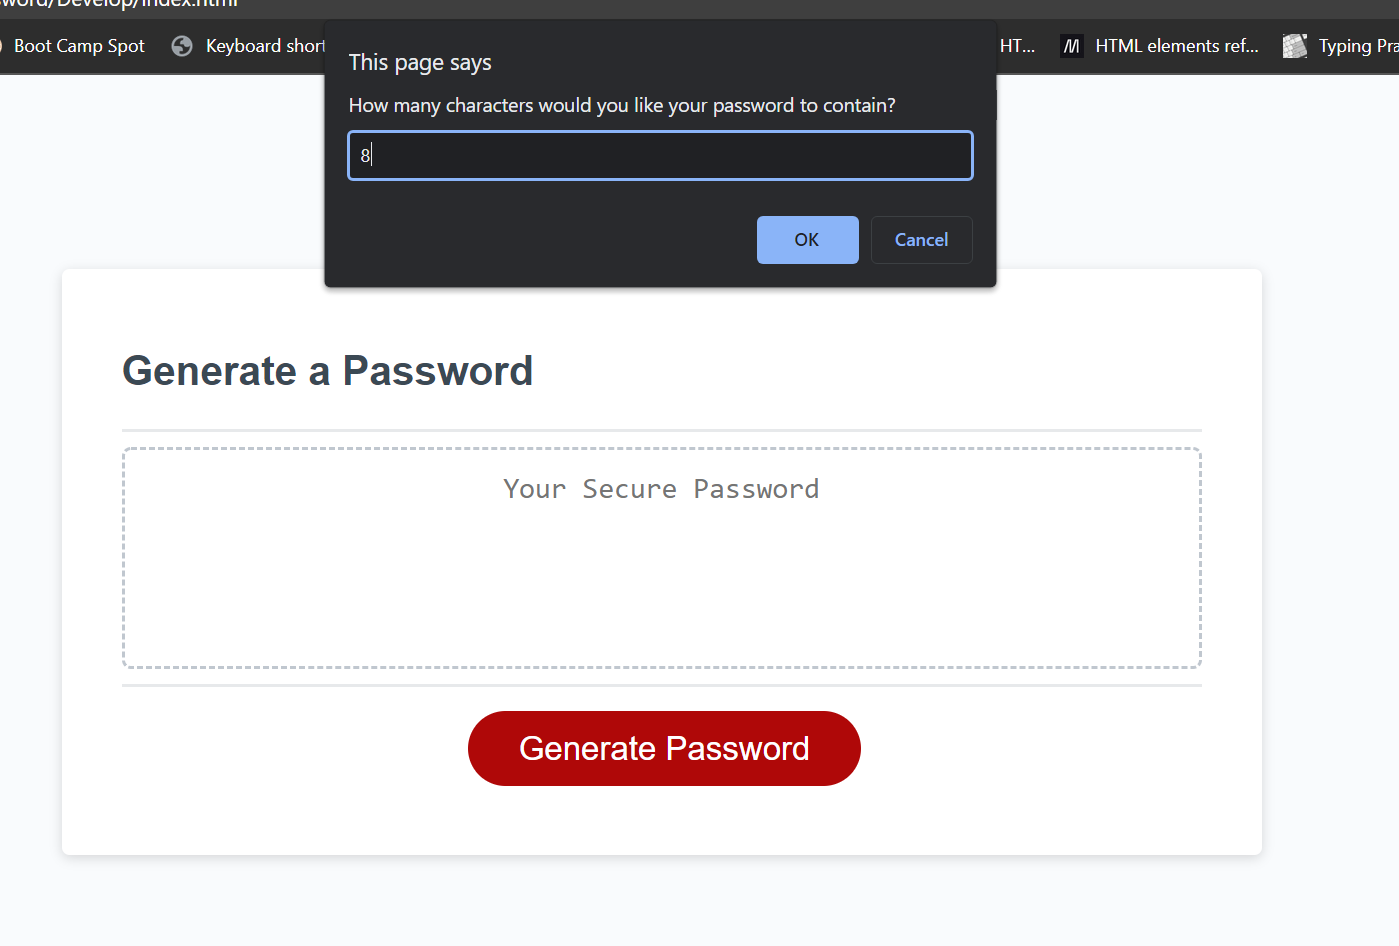 sword/Develop/index.html
Boot Camp Spot
Keyboard short
HT...
HTML elements ref...
Typing Pra
This page says
How many characters would you like your password to contain?
8
OK
Cancel
Generate a Password
Your Secure Password
Generate Password